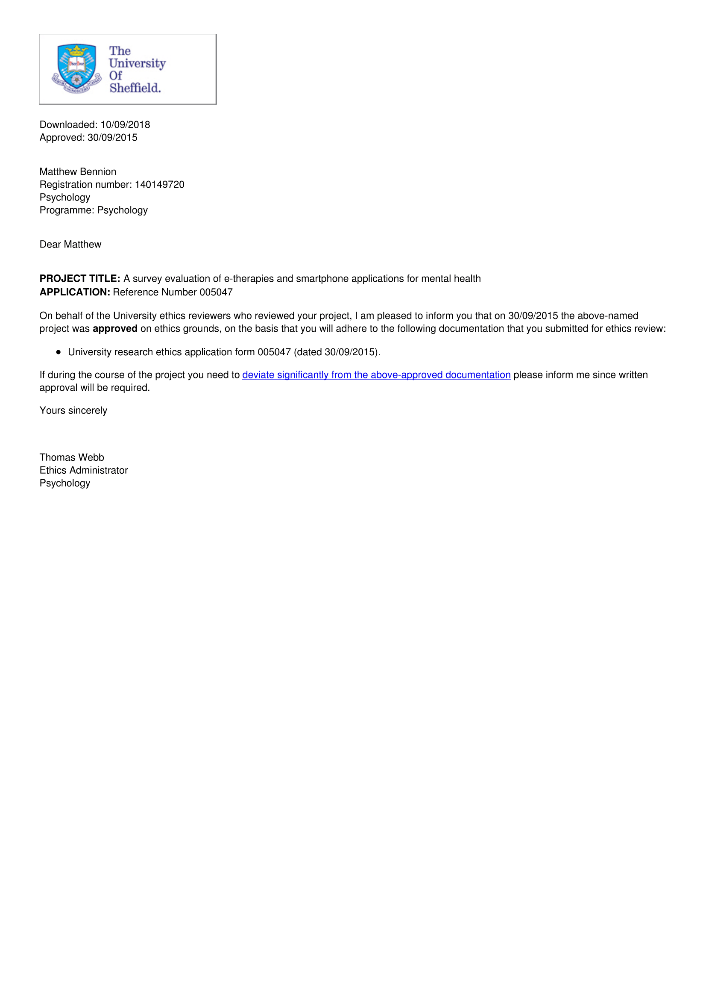 The
University
Of
Sheffield.
RERVM COGNOSCERE CAVSAS
Downloaded: 10/09/2018
Approved: 30/09/2015
Matthew Bennion
Registration number: 140149720
Psychology
Programme: Psychology
Dear Matthew
PROJECT TITLE: A survey evaluation of e-therapies and smartphone applications for mental health
APPLICATION: Reference Number 005047
On behalf of the University ethics reviewers who reviewed your project, I am pleased to inform you that on 30/09/2015 the above-named
project was approved on ethics grounds, on the basis that you will adhere to the following documentation that you submitted for ethics review:
● University research ethics application form 005047 (dated 30/09/2015).
If during the course of the project you need to deviate significantly from the above-approved documentation please inform me since written
approval will be required.
Yours sincerely
Thomas Webb
Ethics Administrator
Psychology